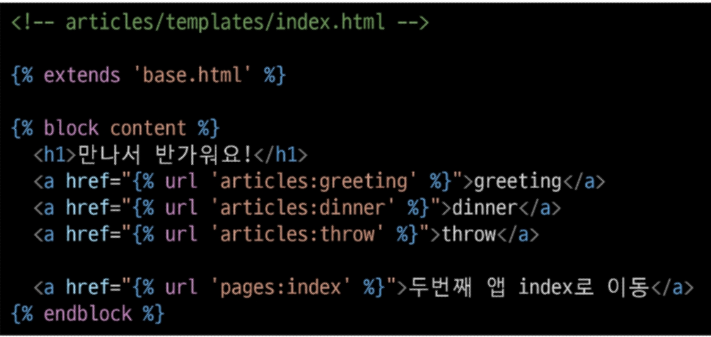 <!-- articles/templates/index.html -->
{% extends 'base.html' %}
{% block content %}
<h1>만나서 반가워요!</h1>
<a href="{% url 'articles:greeting' %}">greeting</a>
<a href="{% url 'articles:dinner' %}">dinner</a>
<a href="{% url 'articles:throw' %}">throw</a>
<a href="{% url 'pages:index' %}">두번째 앱 index로 이동</a>
{% endblock %}